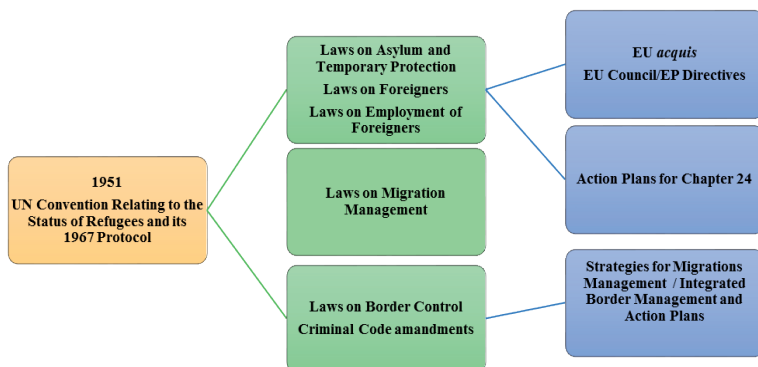 1951
UN Convention Relating to the
Status of Refugees and its
1967 Protocol
Laws on Asylum and
Temporary Protection
Laws on Foreigners
Laws on Employment of
Foreigners
Laws on Migration
Management
Laws on Border Control
Criminal Code amandments
EU acquis
EU Council/EP Directives
Action Plans for Chapter 24
Strategies for Migrations
Management / Integrated
Border Management and
Action Plans